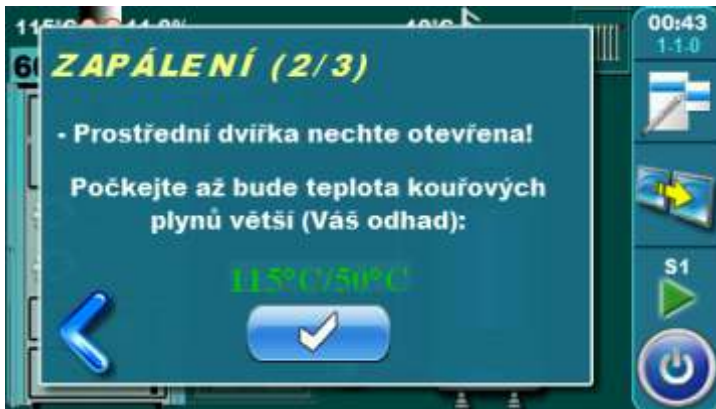 115°C
00:43
1-1-0
ZAPÁLENÍ (2/3)
- Prostřední dvířka nechte otevřena!
Počkejte až bude teplota kouřových
plynů větší (Váš odhad):
115°C/50°C
S1